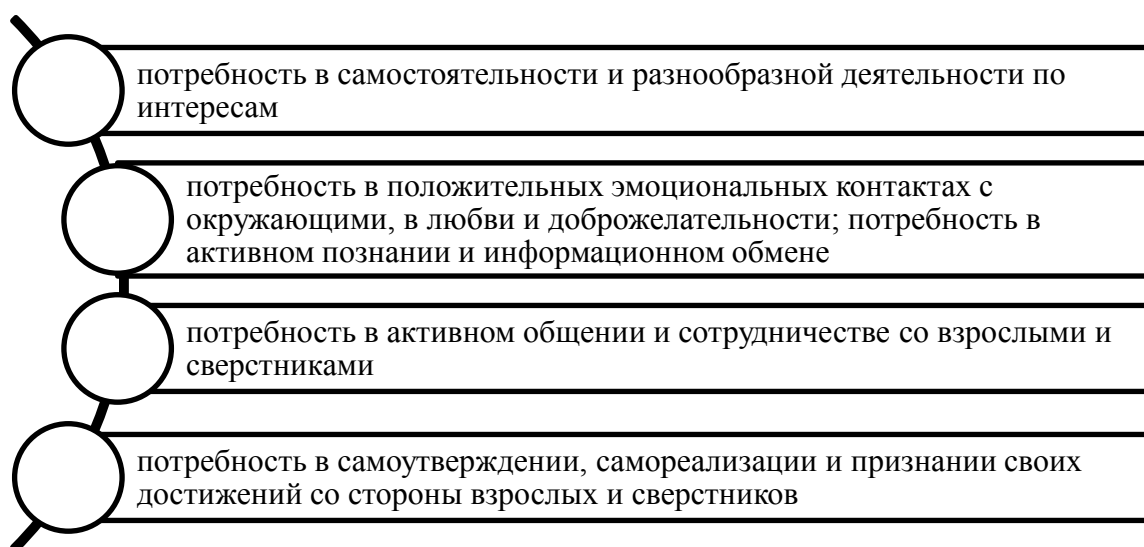 потребность в самостоятельности и разнообразной деятельности по
интересам
потребность в положительных эмоциональных контактах с
окружающими, в любви и доброжелательности; потребность в
активном познании и информационном обмене
потребность в активном общении и сотрудничестве со взрослыми и
сверстниками
потребность в самоутверждении, самореализации и признании своих
достижений со стороны взрослых и сверстников